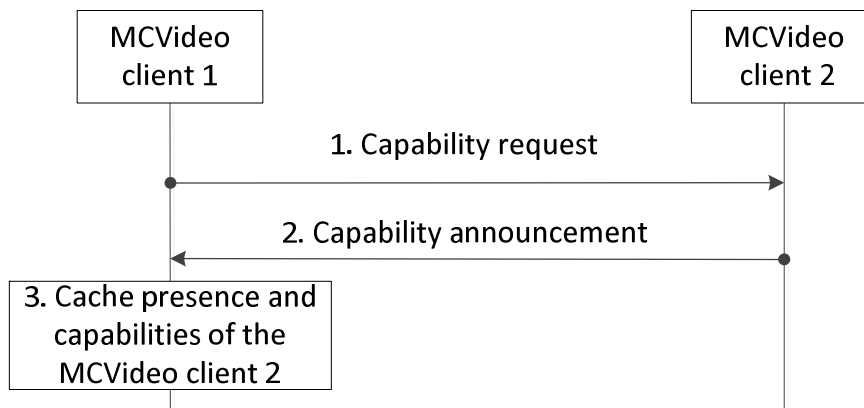 MCVideo
client 1
MCVideo
client 2
1. Capability request
2. Capability announcement
3. Cache presence and
capabilities of the
MCVideo client 2